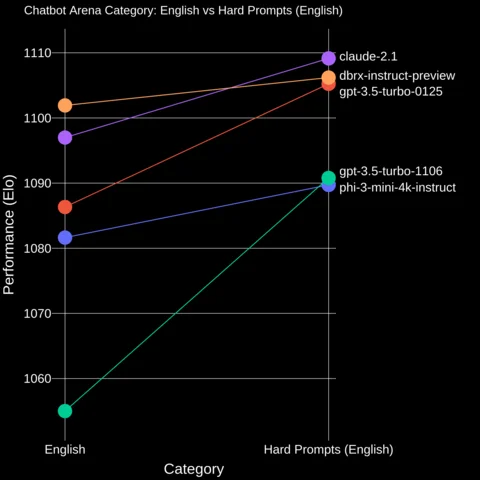 Chatbot Arena Category: English vs Hard Prompts (English)
1110
claude-2.1
dbrx-instruct-preview
gpt-3.5-turbo-0125
1100
gpt-3.5-turbo-1106
1090
phi-3-mini-4k-instruct
1080
1070
1060
Performance (Elo)
English
Hard Prompts (English)
Category